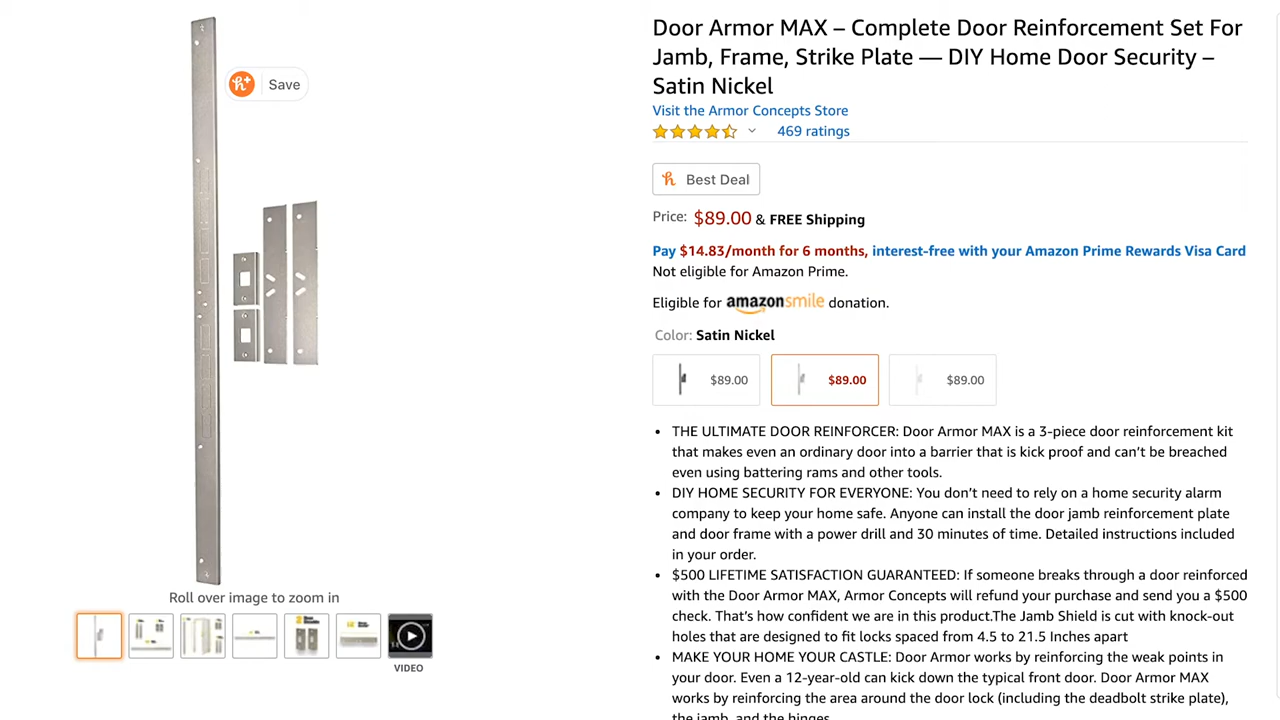 Door Armor MAX – Complete Door Reinforcement Set For
Jamb, Frame, Strike Plate — DIY Home Door Security –
Satin Nickel
Visit the Armor Concepts Store
469 ratings
Save
Best Deal
Price: $89.00 & FREE Shipping
Pay $14.83/month for 6 months, interest-free with your Amazon Prime Rewards Visa Card
Not eligible for Amazon Prime.
Eligible for amazonsmile donation.
Color: Satin Nickel
$89.00 $89.00 $89.00
THE ULTIMATE DOOR REINFORCER: Door Armor MAX is a 3-piece door reinforcement kit
that makes even an ordinary door into a barrier that is kick proof and can’t be breached
even using battering rams and other tools.
DIY HOME SECURITY FOR EVERYONE: You don’t need to rely on a home security alarm
company to keep your home safe. Anyone can install the door jamb reinforcement plate
and door frame with a power drill and 30 minutes of time. Detailed instructions included
in your order.
$500 LIFETIME SATISFACTION GUARANTEED: If someone breaks through a door reinforced
with the Door Armor MAX, Armor Concepts will refund your purchase and send you a $500
check. That’s how confident we are in this product.The Jamb Shield is cut with knock-out
holes that are designed to fit locks spaced from 4.5 to 21.5 Inches apart
MAKE YOUR HOME YOUR CASTLE: Door Armor works by reinforcing the weak points in
your door. Even a 12-year-old can kick down the typical front door. Door Armor MAX
works by reinforcing the area around the door lock (including the deadbolt strike plate),
the jamb, and the hinges.
Roll over image to zoom in
VIDEO